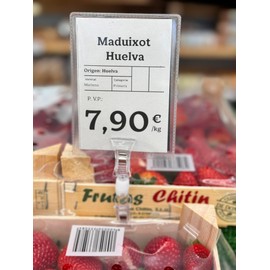 Maduixot
Huelva
Origen: Huelva
P.V.P:
7,90 €
/kg
Frutas Chitin